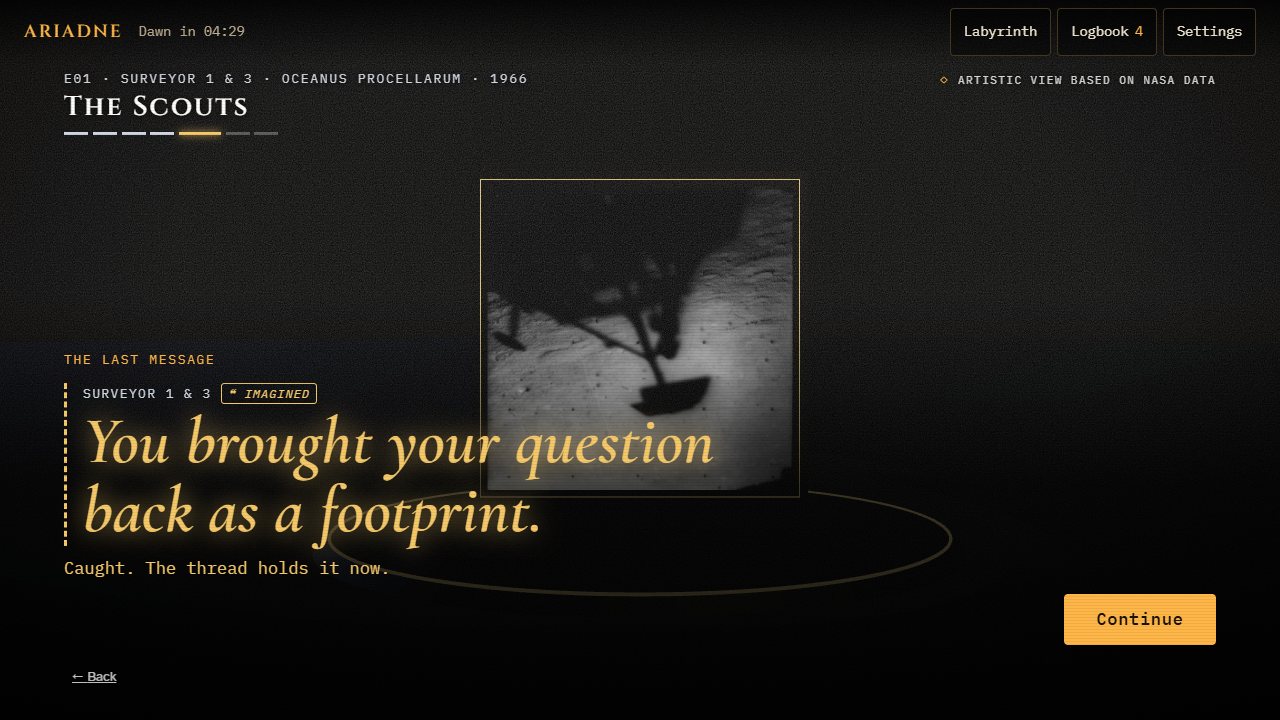 ARIADNE Dawn in 04:29 Labyrinth Logbook 4 Settings
E01 · SURVEYOR 1 & 3 · OCEANUS PROCELLARUM · 1966
◇ ARTISTIC VIEW BASED ON NASA DATA
The Scouts
THE LAST MESSAGE
SURVEYOR 1 & 3 ❝ IMAGINED
You brought your question
back as a footprint.
Caught. The thread holds it now.
Continue
← Back